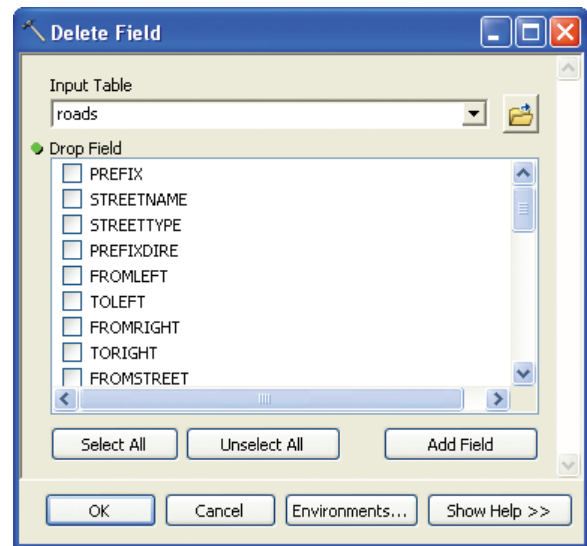 Delete Field
Input Table
roads
Drop Field
PREFIX
STREETNAME
STREETTYPE
PREFIXDIRE
FROMLEFT
TOLEFT
FROMRIGHT
TORIGHT
FROMSTREET
Select All Unselect All Add Field
OK Cancel Environments... Show Help >>